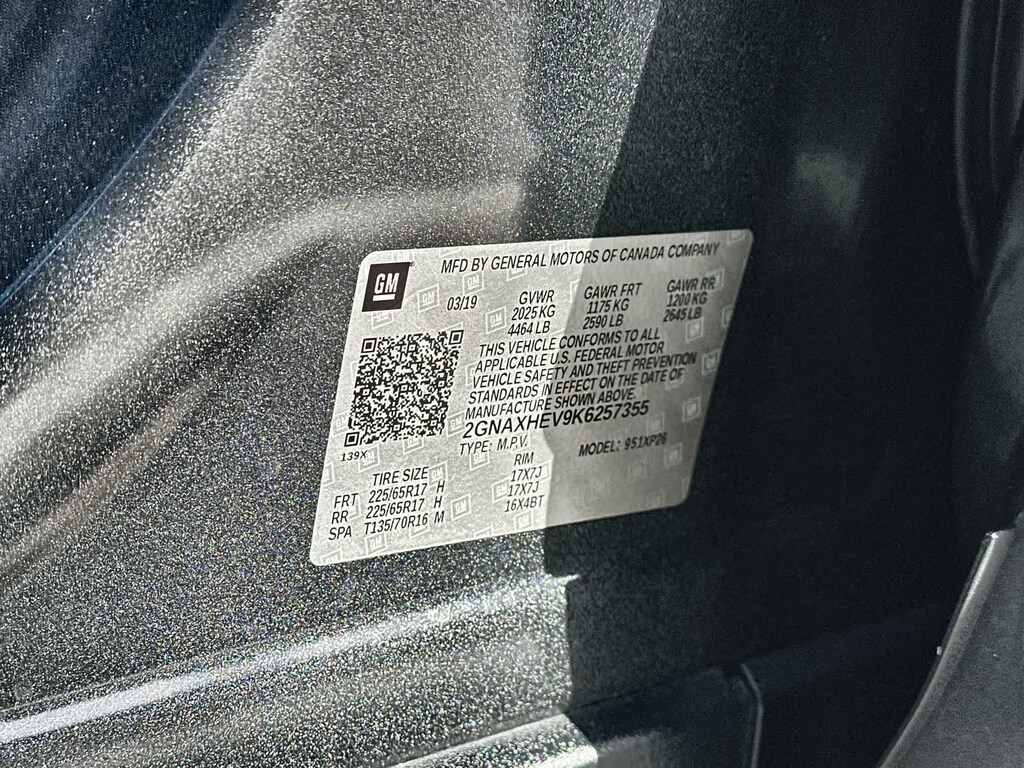 GM
MFD BY GENERAL MOTORS OF CANADA COMPANY
03/19
GVWR GAWR FRT GAWR RR
2025 KG 1175 KG 1200 KG
4464 LB 2590 LB 2645 LB
THIS VEHICLE CONFORMS TO ALL
APPLICABLE U.S. FEDERAL MOTOR
VEHICLE SAFETY AND THEFT PREVENTION
STANDARDS IN EFFECT ON THE DATE OF
MANUFACTURE SHOWN ABOVE.
2GNAXHEV9K6257355
139X
TYPE: M.P.V. MODEL: 951XP26
TIRE SIZE RIM
FRT 225/65R17 H 17X7J
RR 225/65R17 H 17X7J
SPA T135/70R16 M 16X4BT